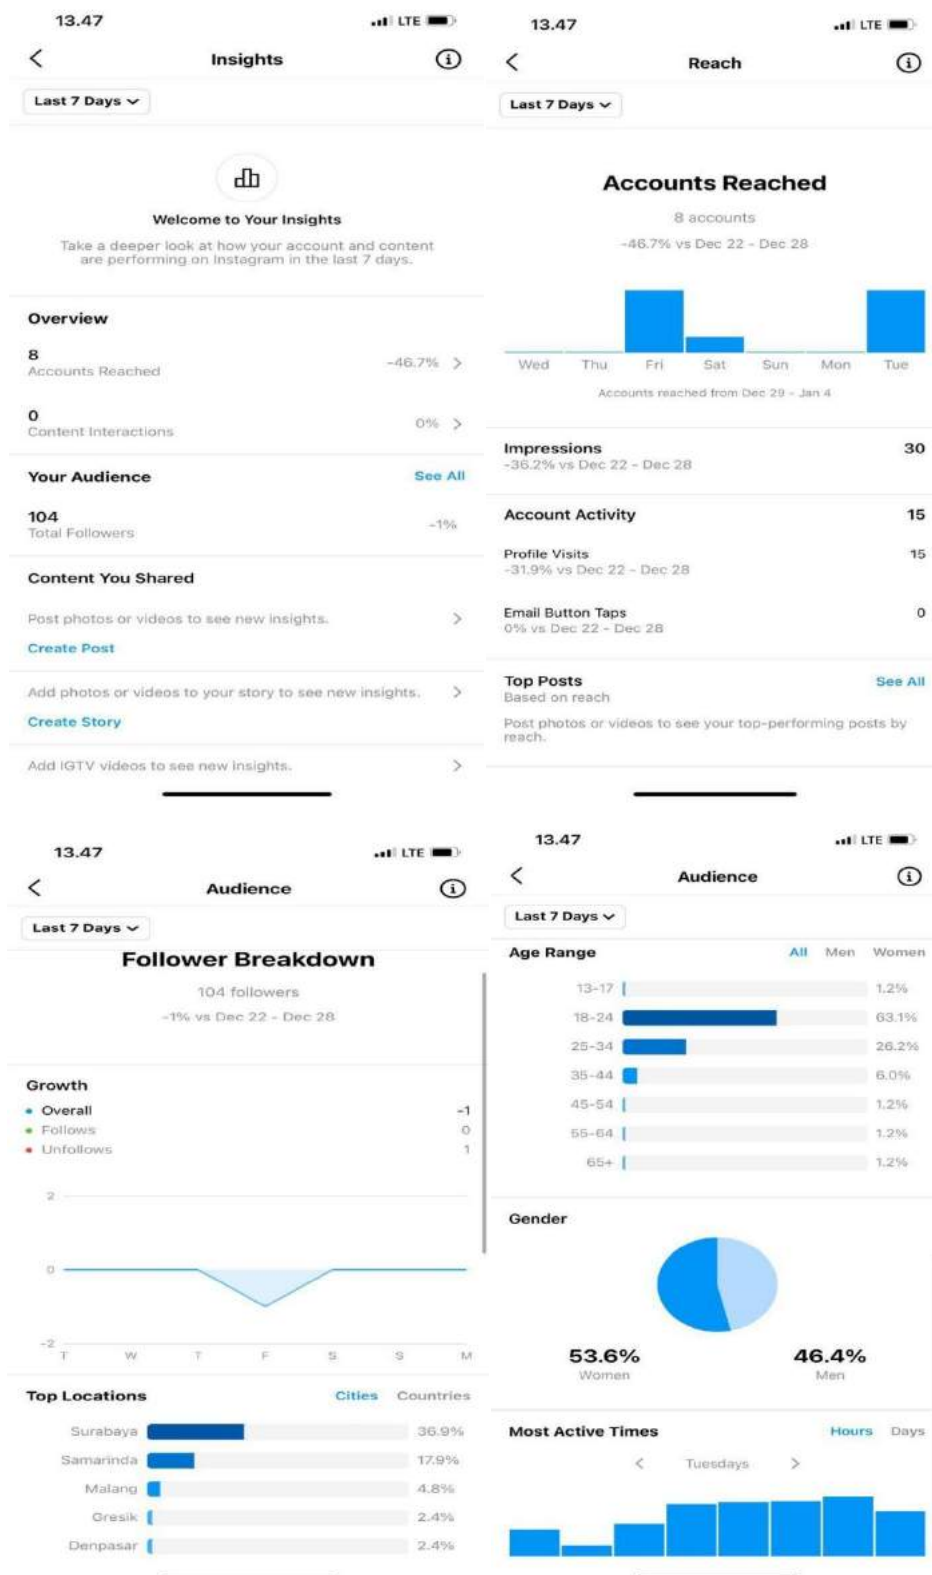 13.47
LTE
Insights
Last 7 Days
Welcome to Your Insights
Take a deeper look at how your account and content
are performing on Instagram in the last 7 days.
Overview
8
Accounts Reached
-46.7%
0
Content Interactions
0%
Your Audience
See All
104
Total Followers
-1%
Content You Shared
Post photos or videos to see new insights.
Create Post
Add photos or videos to your story to see new insights.
Create Story
Add IGTV videos to see new insights.
13.47
LTE
Reach
Last 7 Days
Accounts Reached
8 accounts
-46.7% vs Dec 22 - Dec 28
Wed Thu Fri Sat Sun Mon Tue
Accounts reached from Dec 29 - Jan 4
Impressions 30
-36.2% vs Dec 22 - Dec 28
Account Activity 15
Profile Visits 15
-31.9% vs Dec 22 - Dec 28
Email Button Taps 0
0% vs Dec 22 - Dec 28
Top Posts See All
Based on reach
Post photos or videos to see your top-performing posts by
reach.
13.47
LTE
Audience
Last 7 Days
Follower Breakdown
104 followers
-1% vs Dec 22 - Dec 28
Growth
Overall -1
Follows 0
Unfollows 1
2
0
-2
T W T F S S M
Top Locations Cities Countries
Surabaya 36.9%
Samarinda 17.9%
Malang 4.8%
Gresik 2.4%
Denpasar 2.4%
13.47
LTE
Audience
Last 7 Days
Age Range All Men Women
13-17 1.2%
18-24 63.1%
25-34 26.2%
35-44 6.0%
45-54 1.2%
55-64 1.2%
65+ 1.2%
Gender
53.6% 46.4%
Women Men
Most Active Times Hours Days
Tuesdays